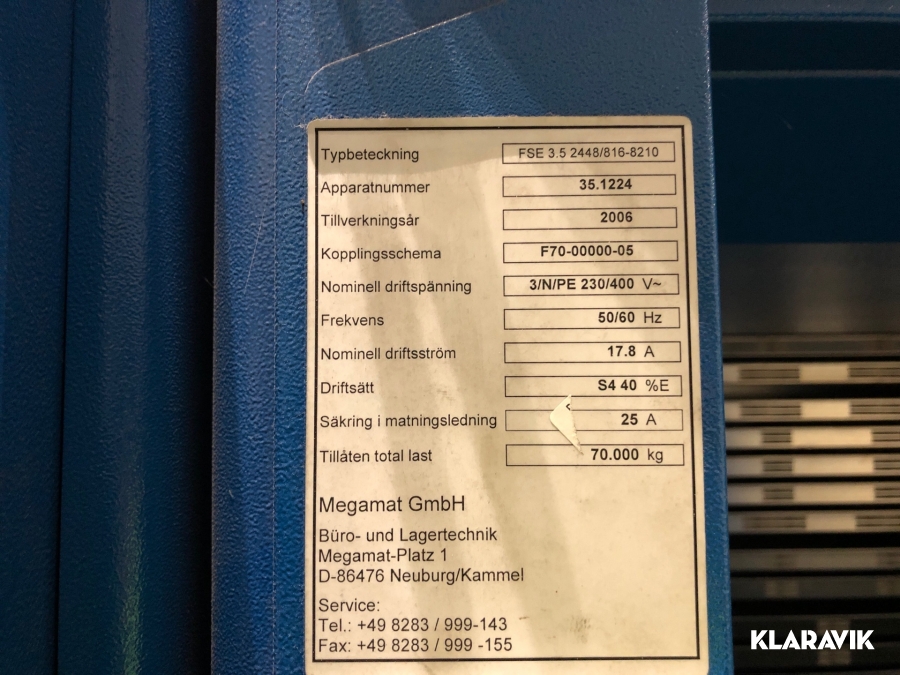 Typbeteckning FSE 3.5 2448/816-8210
Apparatnummer 35.1224
Tillverkningsår 2006
Kopplingsschema F70-00000-05
Nominell driftspänning 3/N/PE 230/400 V~
Frekvens 50/60 Hz
Nominell driftsström 17.8 A
Driftsätt S4 40 %E
Säkring i matningsledning 25 A
Tillåten total last 70.000 kg
Megamat GmbH
Büro- und Lagertechnik
Megamat-Platz 1
D-86476 Neuburg/Kammel
Service:
Tel.: +49 8283 / 999-143
Fax: +49 8283 / 999 -155
KLARAVIK